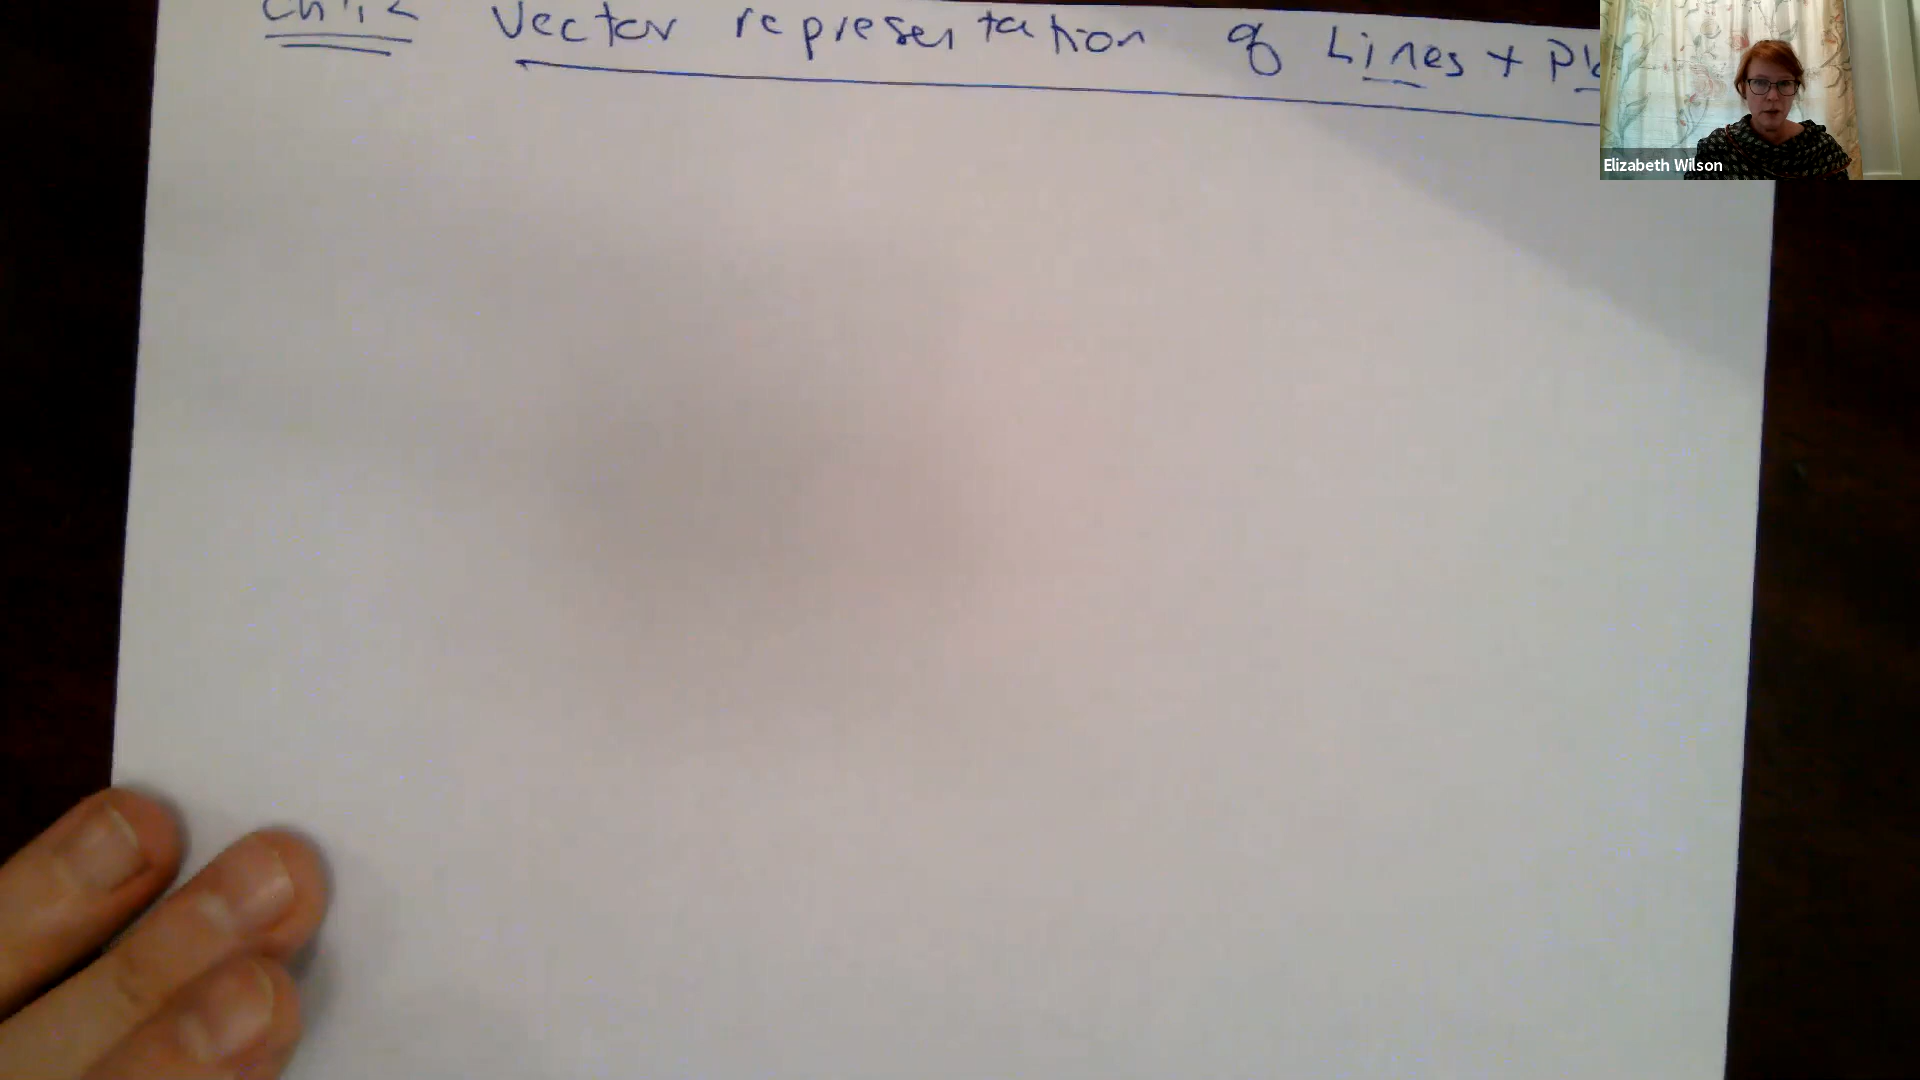 Vector representation of Lines +
Elizabeth Wilson